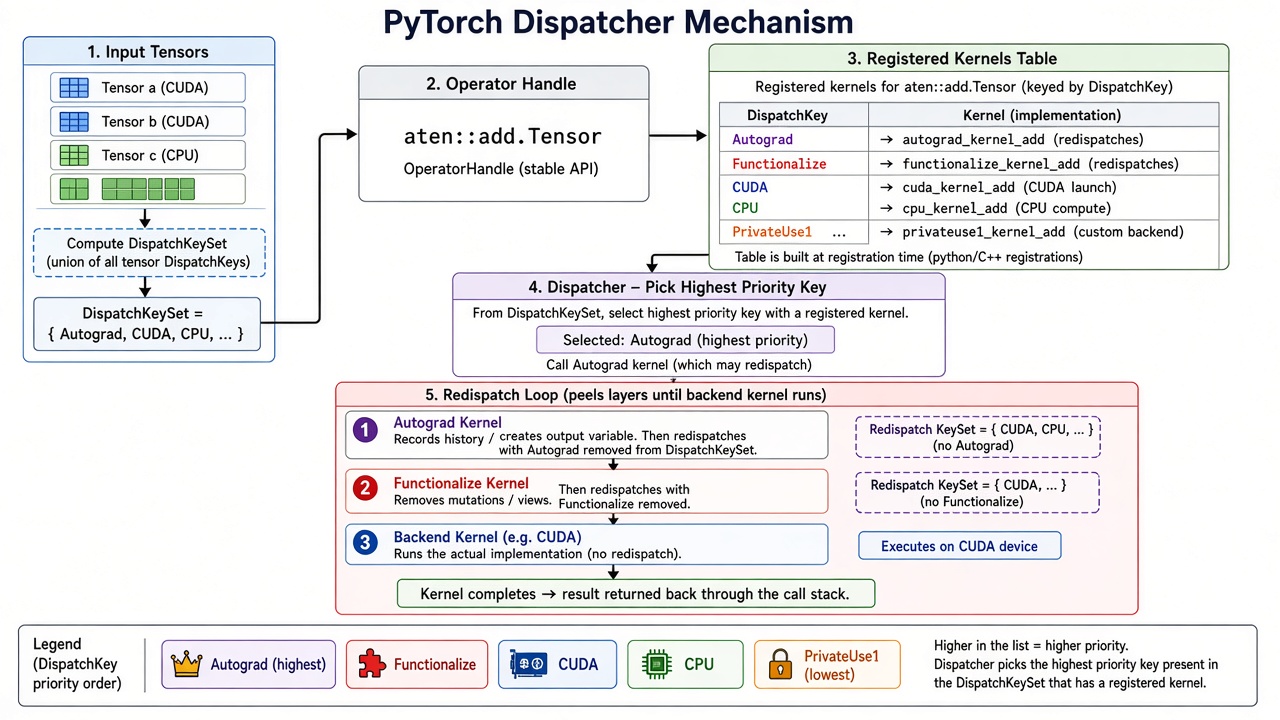 PyTorch Dispatcher Mechanism
1. Input Tensors
Tensor a (CUDA)
Tensor b (CUDA)
Tensor c (CPU)
Compute DispatchKeySet
(union of all tensor DispatchKeys)
DispatchKeySet =
{ Autograd, CUDA, CPU, ... }
2. Operator Handle
aten::add.Tensor
OperatorHandle (stable API)
3. Registered Kernels Table
Registered kernels for aten::add.Tensor (keyed by DispatchKey)
DispatchKey Kernel (implementation)
Autograd → autograd_kernel_add (redispatches)
Functionalize → functionalize_kernel_add (redispatches)
CUDA → cuda_kernel_add (CUDA launch)
CPU → cpu_kernel_add (CPU compute)
PrivateUse1 ... → privateuse1_kernel_add (custom backend)
Table is built at registration time (python/C++ registrations)
4. Dispatcher – Pick Highest Priority Key
From DispatchKeySet, select highest priority key with a registered kernel.
Selected: Autograd (highest priority)
Call Autograd kernel (which may redispatch)
5. Redispatch Loop (peels layers until backend kernel runs)
1 Autograd Kernel
Records history / creates output variable. Then redispatches
with Autograd removed from DispatchKeySet.
Redispatch KeySet = { CUDA, CPU, ... }
(no Autograd)
2 Functionalize Kernel
Removes mutations / views. Then redispatches with
Functionalize removed.
Redispatch KeySet = { CUDA, ... }
(no Functionalize)
3 Backend Kernel (e.g. CUDA)
Runs the actual implementation (no redispatch).
Executes on CUDA device
Kernel completes → result returned back through the call stack.
Legend
(DispatchKey
priority order)
Autograd (highest)
Functionalize
CUDA
CPU
PrivateUse1
(lowest)
Higher in the list = higher priority.
Dispatcher picks the highest priority key present in
the DispatchKeySet that has a registered kernel.